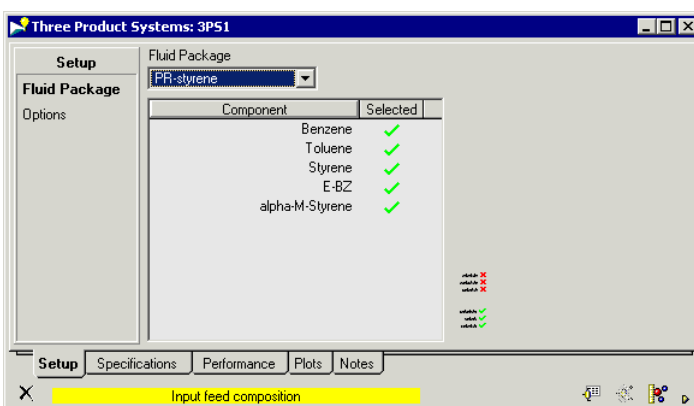 Three Product Systems: 3PS1
Setup
Fluid Package
Options
Fluid Package
PR-styrene
Component Selected
Benzene
Toluene
Styrene
E-BZ
alpha-M-Styrene
Setup Specifications Performance Plots Notes
Input feed composition